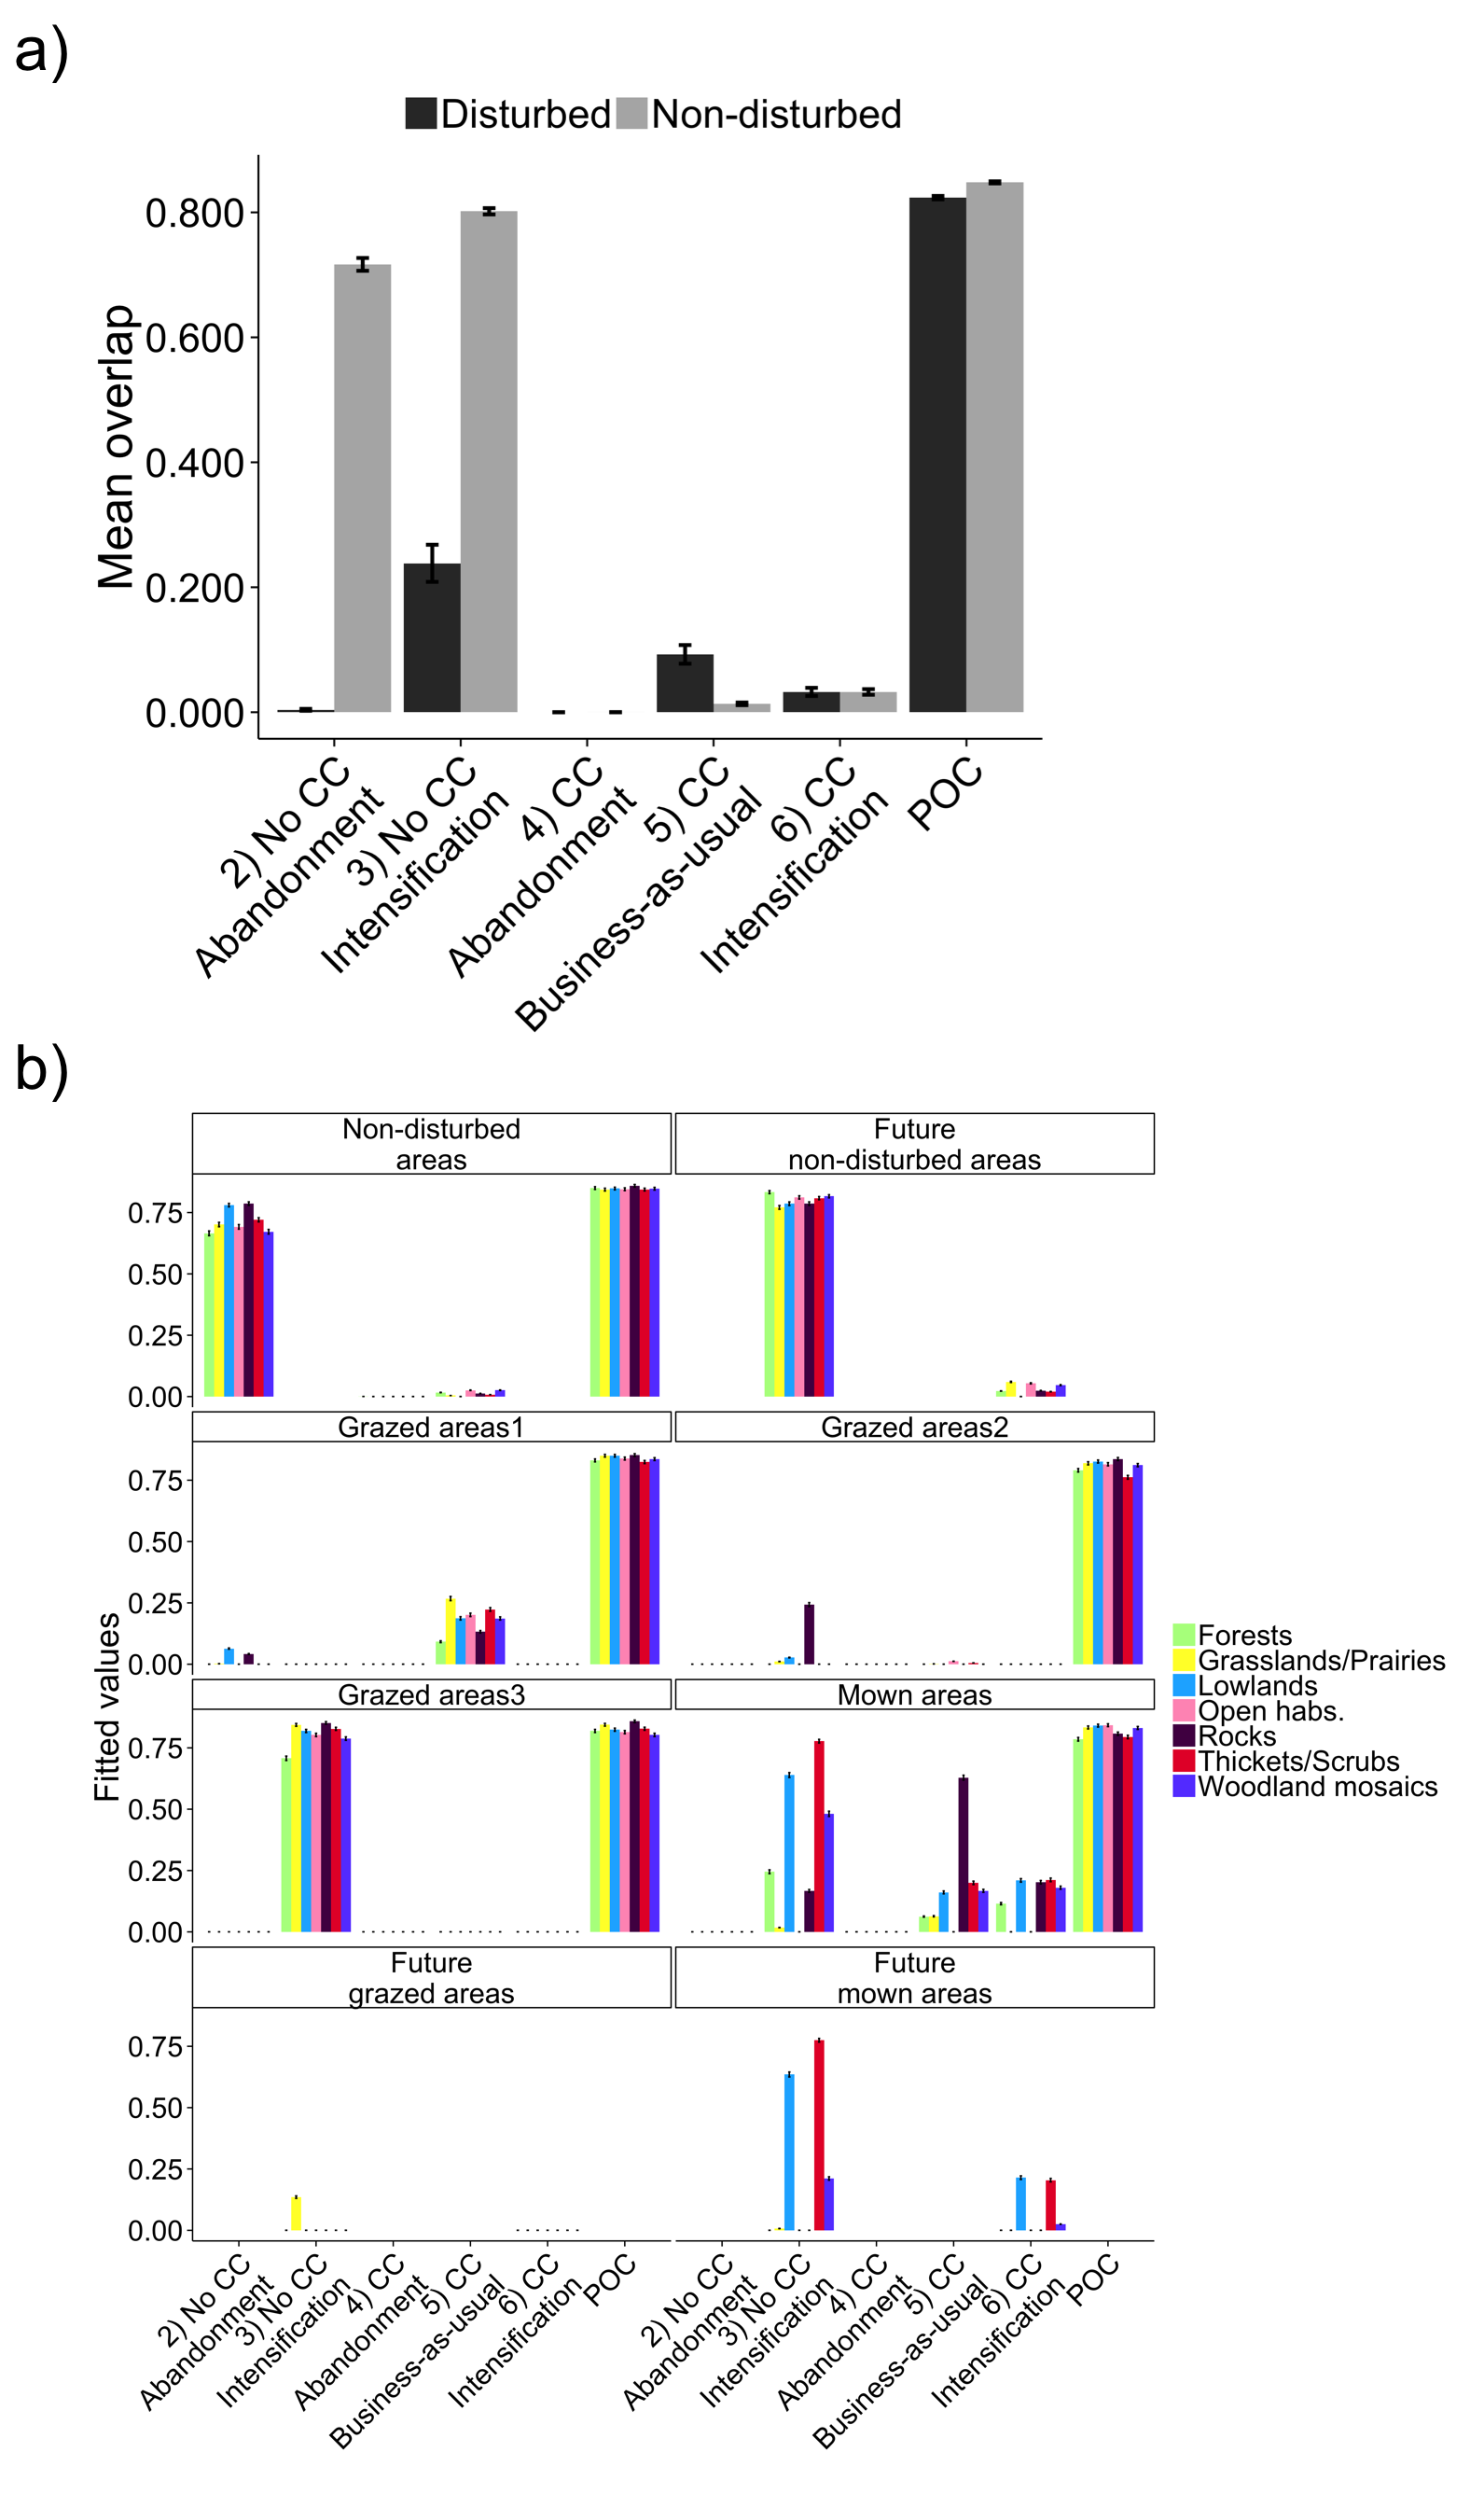 a)
Disturbed Non-disturbed
Mean overlap
0.800
0.600
0.400
0.200
0.000
2) No CC
Abandonment
3) No CC
Intensification
4) CC
Abandonment
5) CC
Business-as-usual
6) CC
Intensification
POC
b)
Non-disturbed
areas
Future
non-disturbed areas
0.75
0.50
0.25
0.00
Grazed areas1
Grazed areas2
0.75
0.50
0.25
0.00
Fitted values
Grazed areas3
Mown areas
0.75
0.50
0.25
0.00
Future
grazed areas
Future
mown areas
0.75
0.50
0.25
0.00
Forests
Grasslands/Prairies
Lowlands
Open habs.
Rocks
Thickets/Scrubs
Woodland mosaics
2) No CC
Abandonment
3) No CC
Intensification
4) CC
Abandonment
5) CC
Business-as-usual
6) CC
Intensification
POC
2) No CC
Abandonment
3) No CC
Intensification
4) CC
Abandonment
5) CC
Business-as-usual
6) CC
Intensification
POC